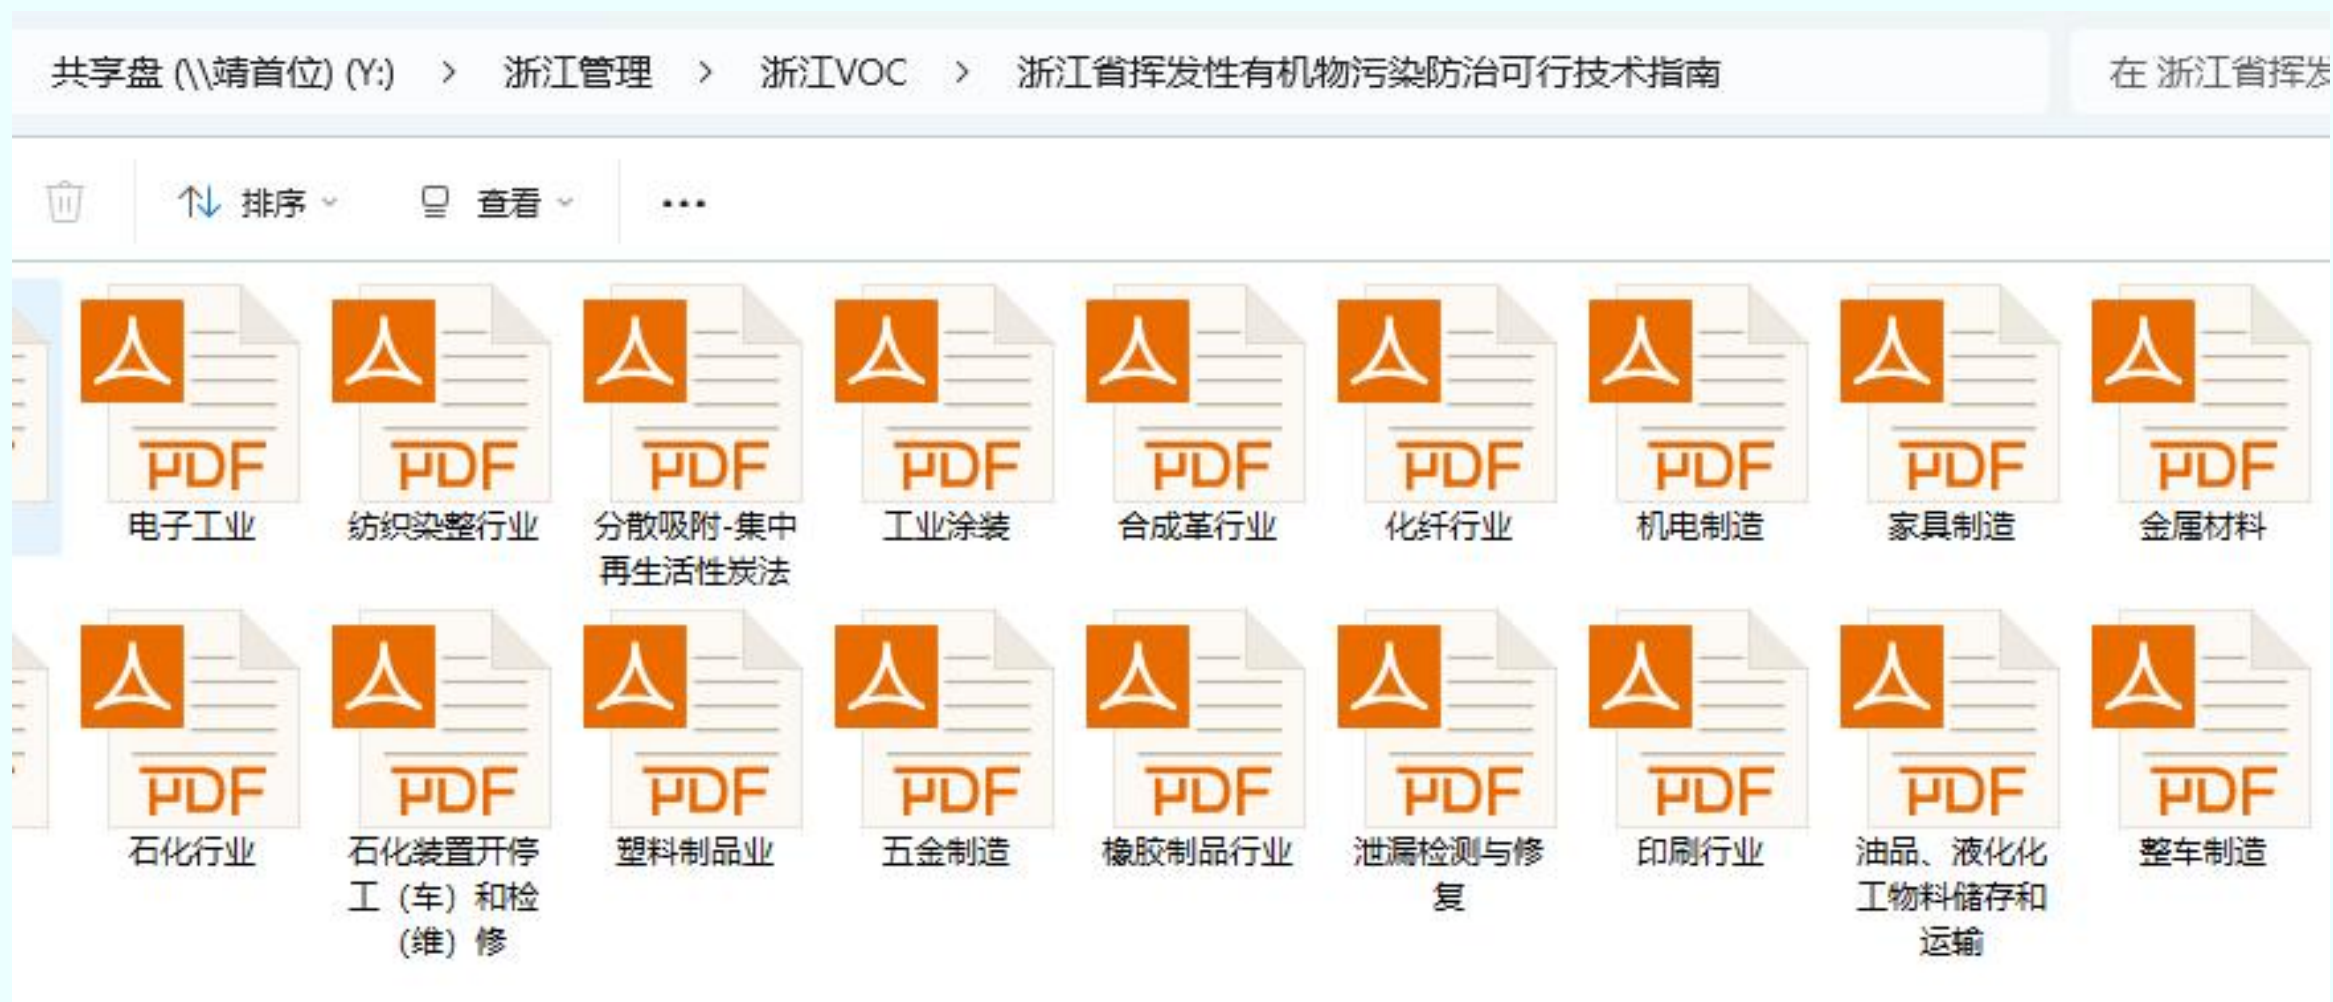 共享盘 (\\靖首位) (Y:) > 浙江管理 > 浙江VOC > 浙江省挥发性有机物污染防治可行技术指南
在 浙江省挥发
排序 查看 ...
PDF PDF PDF PDF PDF PDF PDF PDF PDF
电子工业 纺织染整行业 分散吸附-集中 工业涂装 合成革行业 化纤行业 机电制造 家具制造 金属材料
再生活性炭法
PDF PDF PDF PDF PDF PDF PDF PDF PDF
石化行业 石化装置开停 塑料制品业 五金制造 橡胶制品行业 泄漏检测与修 印刷行业 油品、液化化 整车制造
工（车）和检 复 工物料储存和
（维）修 运输